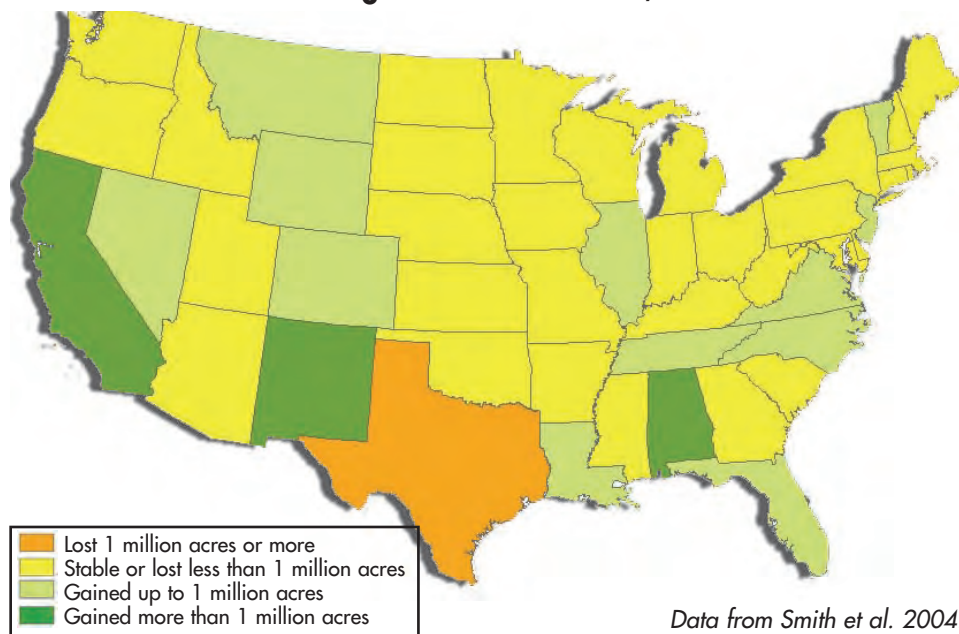 Lost 1 million acres or more
Stable or lost less than 1 million acres
Gained up to 1 million acres
Gained more than 1 million acres
Data from Smith et al. 2004